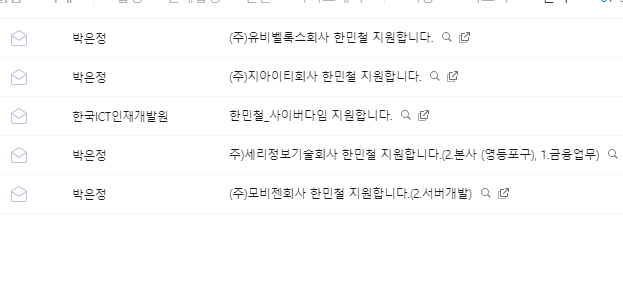 박은정 (주)유비벨록스회사 한민철 지원합니다.
박은정 (주)지아이티회사 한민철 지원합니다.
한국ICT인재개발원 한민철_사이버다임 지원합니다.
박은정 주)세리정보기술회사 한민철 지원합니다.(2.본사 (영등포구), 1.금융업무)
박은정 (주)모비젠회사 한민철 지원합니다.(2.서버개발)